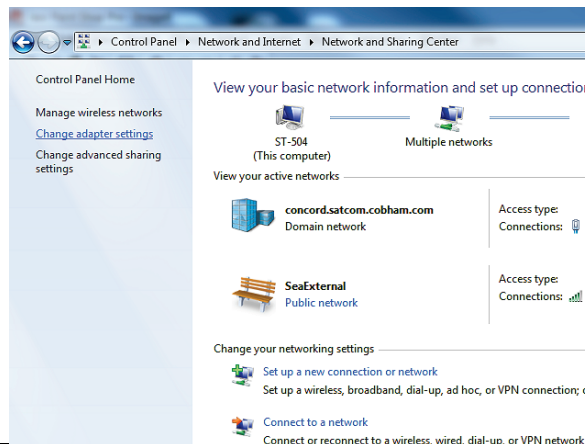 Control Panel ▸ Network and Internet ▸ Network and Sharing Center
Control Panel Home
Manage wireless networks
Change adapter settings
Change advanced sharing
settings
View your basic network information and set up connection
ST-504
(This computer)
Multiple networks
View your active networks
concord.satcom.cobham.com
Domain network
Access type:
Connections:
SeaExternal
Public network
Access type:
Connections:
Change your networking settings
Set up a new connection or network
Set up a wireless, broadband, dial-up, ad hoc, or VPN connection;
Connect to a network
Connect or reconnect to a wireless, wired, dial-up, or VPN network